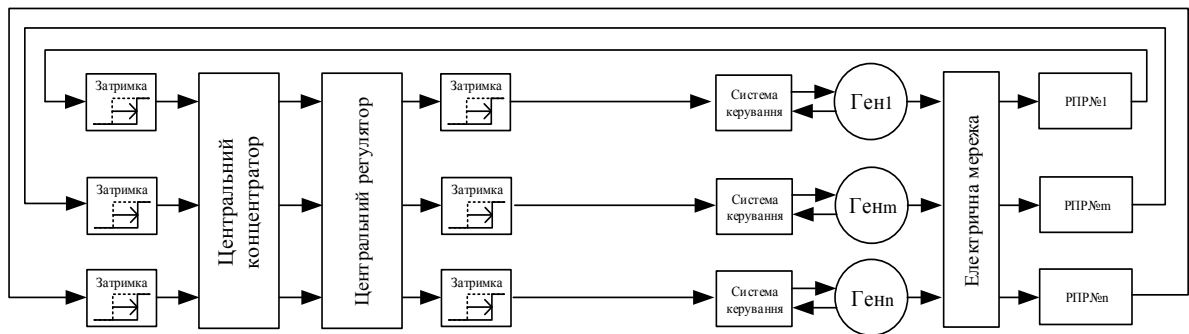 Затримка
Центральний
концентратор
Центральний регулятор
Затримка
Система
керування
Ген1
Електрична мережа
РПР№1
Затримка
Затримка
Система
керування
Генm
РПР№m
Затримка
Затримка
Система
керування
Генn
РПР№n